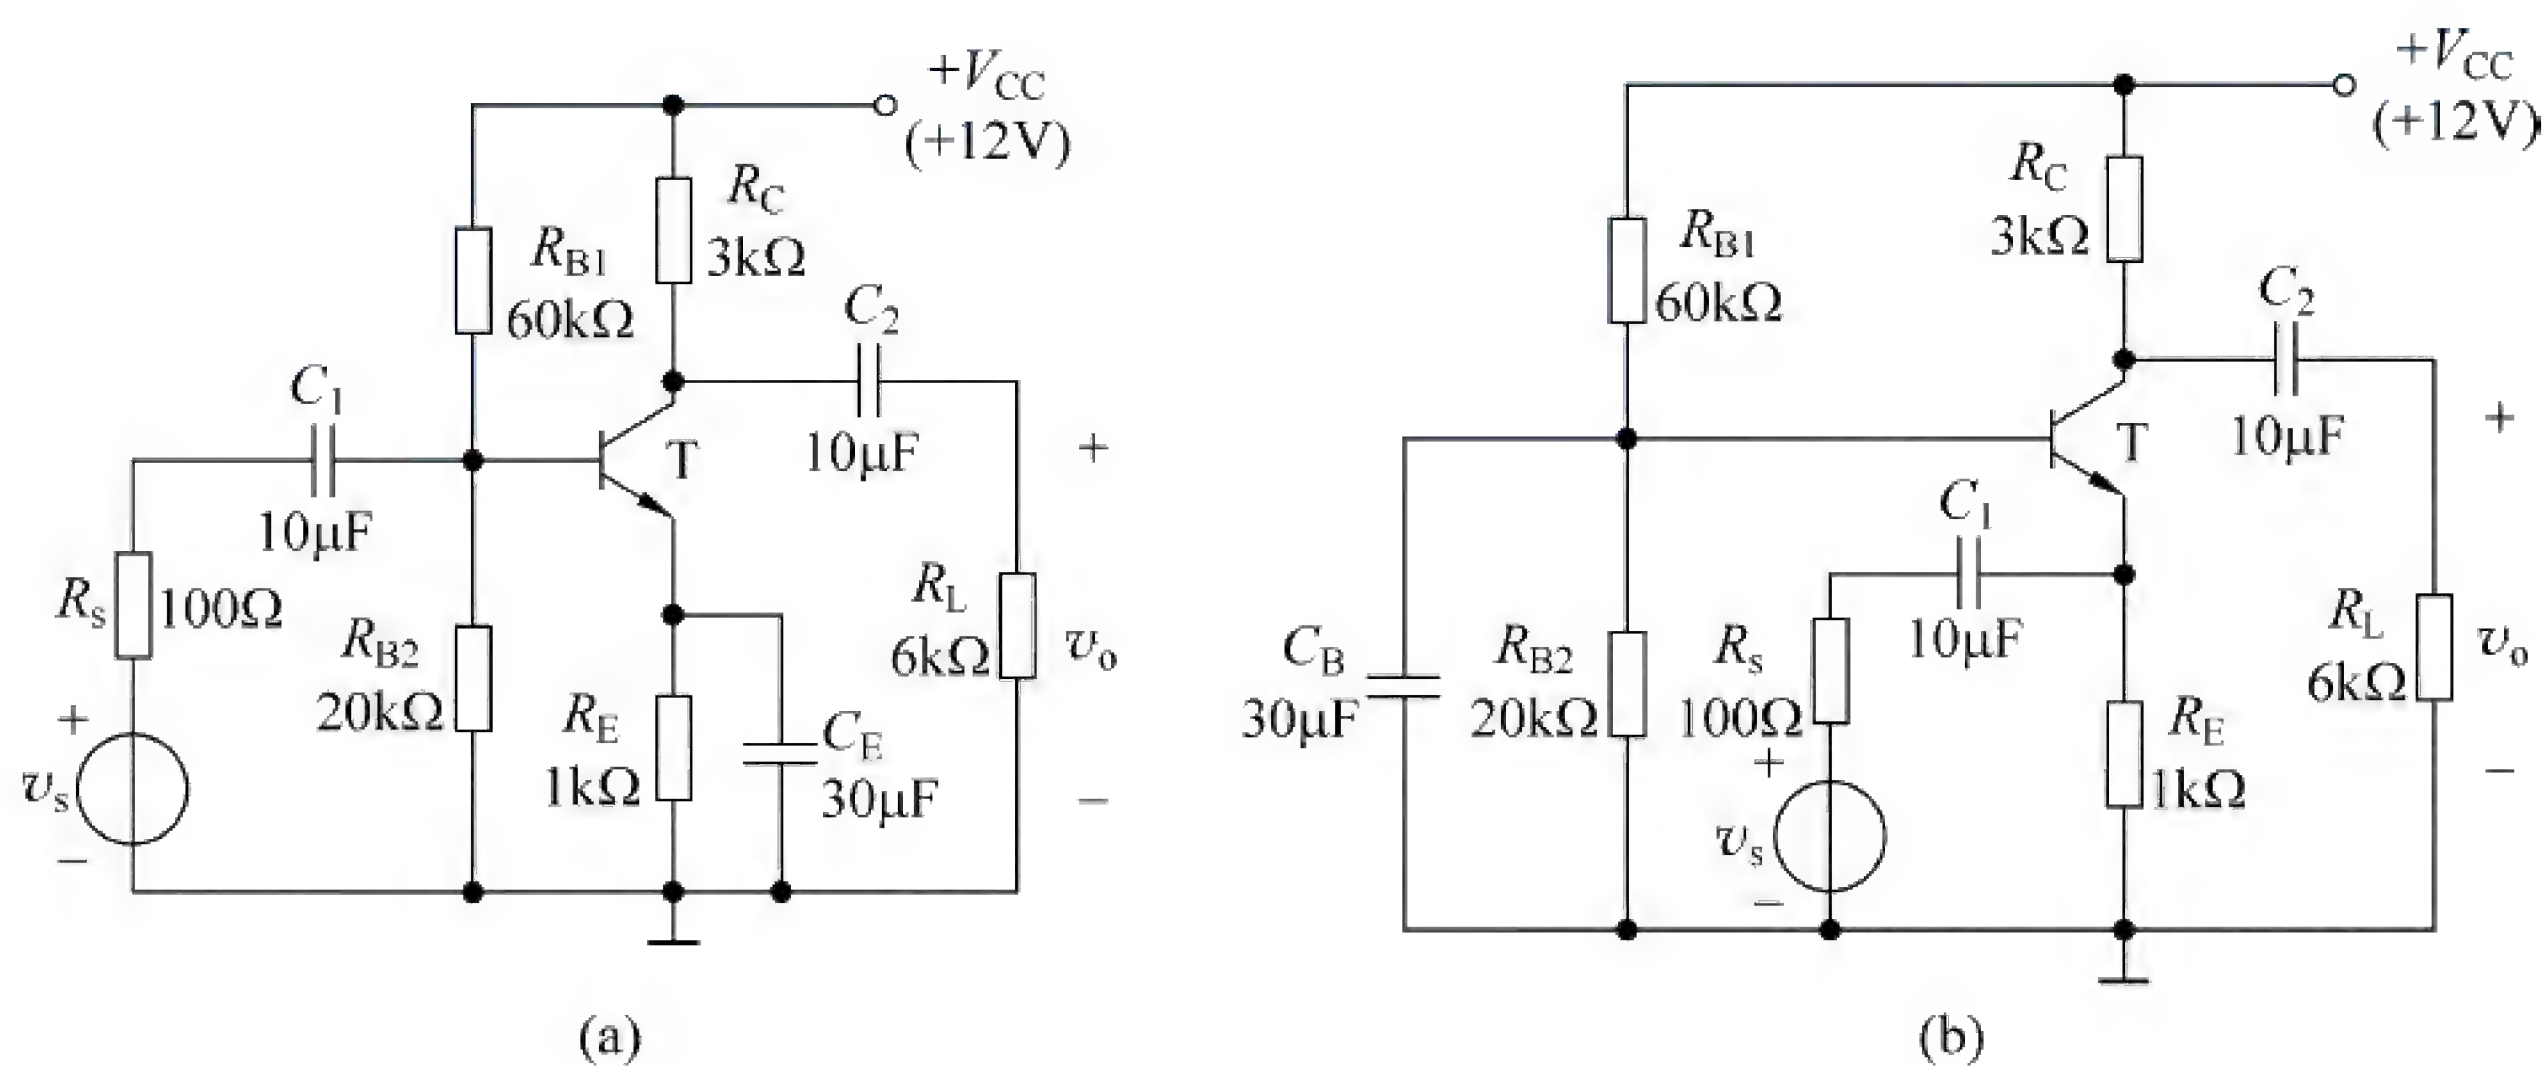 +V_CC
(+12V)
R_C
3kΩ
R_B1
60kΩ
C_2
10μF
C_1
10μF
T
+
R_s
100Ω
R_B2
20kΩ
R_E
1kΩ
C_E
30μF
R_L
6kΩ
v_o
+
v_s
−
−
(a)
+V_CC
(+12V)
R_C
3kΩ
R_B1
60kΩ
C_2
10μF
T
+
C_1
10μF
C_B
30μF
R_B2
20kΩ
R_s
100Ω
R_E
1kΩ
R_L
6kΩ
v_o
+
v_s
−
−
(b)